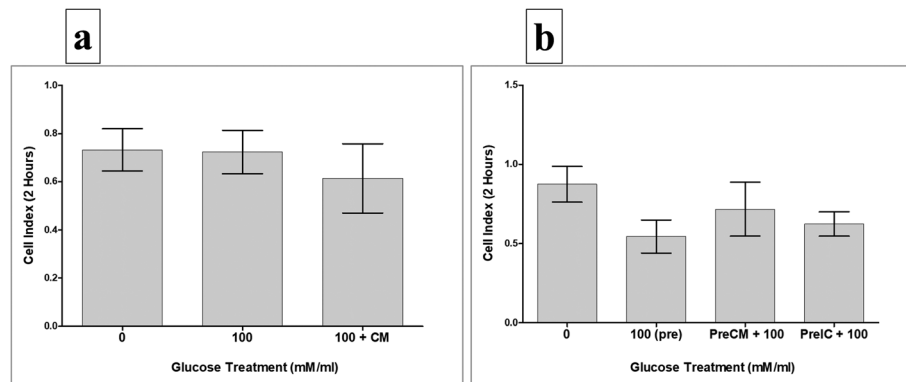 a
b
1.0
0.8
0.6
0.4
0.2
0.0
Cell Index (2 Hours)
0 100 100 + CM
Glucose Treatment (mM/ml)
1.5
1.0
0.5
0.0
Cell Index (2 Hours)
0 100 (pre) PreCM + 100 PreIC + 100
Glucose Treatment (mM/ml)